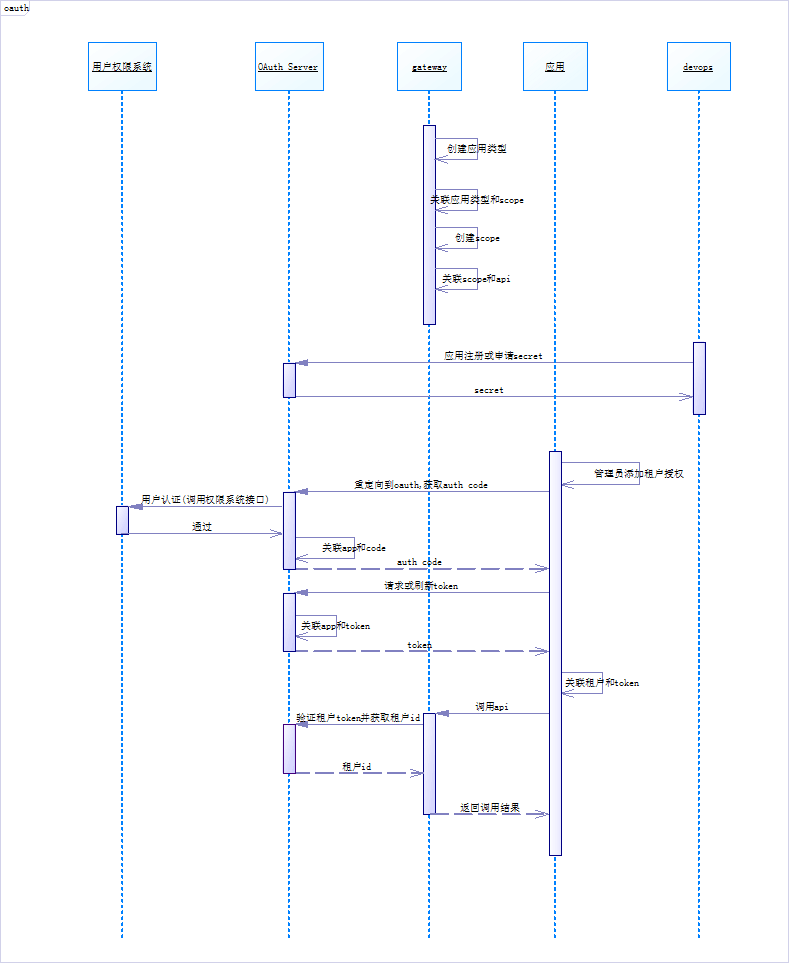 oauth
用户权限系统
OAuth Server
gateway
应用
devops
创建应用类型
关联应用类型和scope
创建scope
关联scope和api
应用注册或申请secret
secret
管理员添加租户授权
重定向到oauth,获取auth code
用户认证(调用权限系统接口)
通过
关联app和code
auth code
请求或刷新token
关联app和token
token
关联租户和token
调用api
验证租户token并获取租户id
租户id
返回调用结果